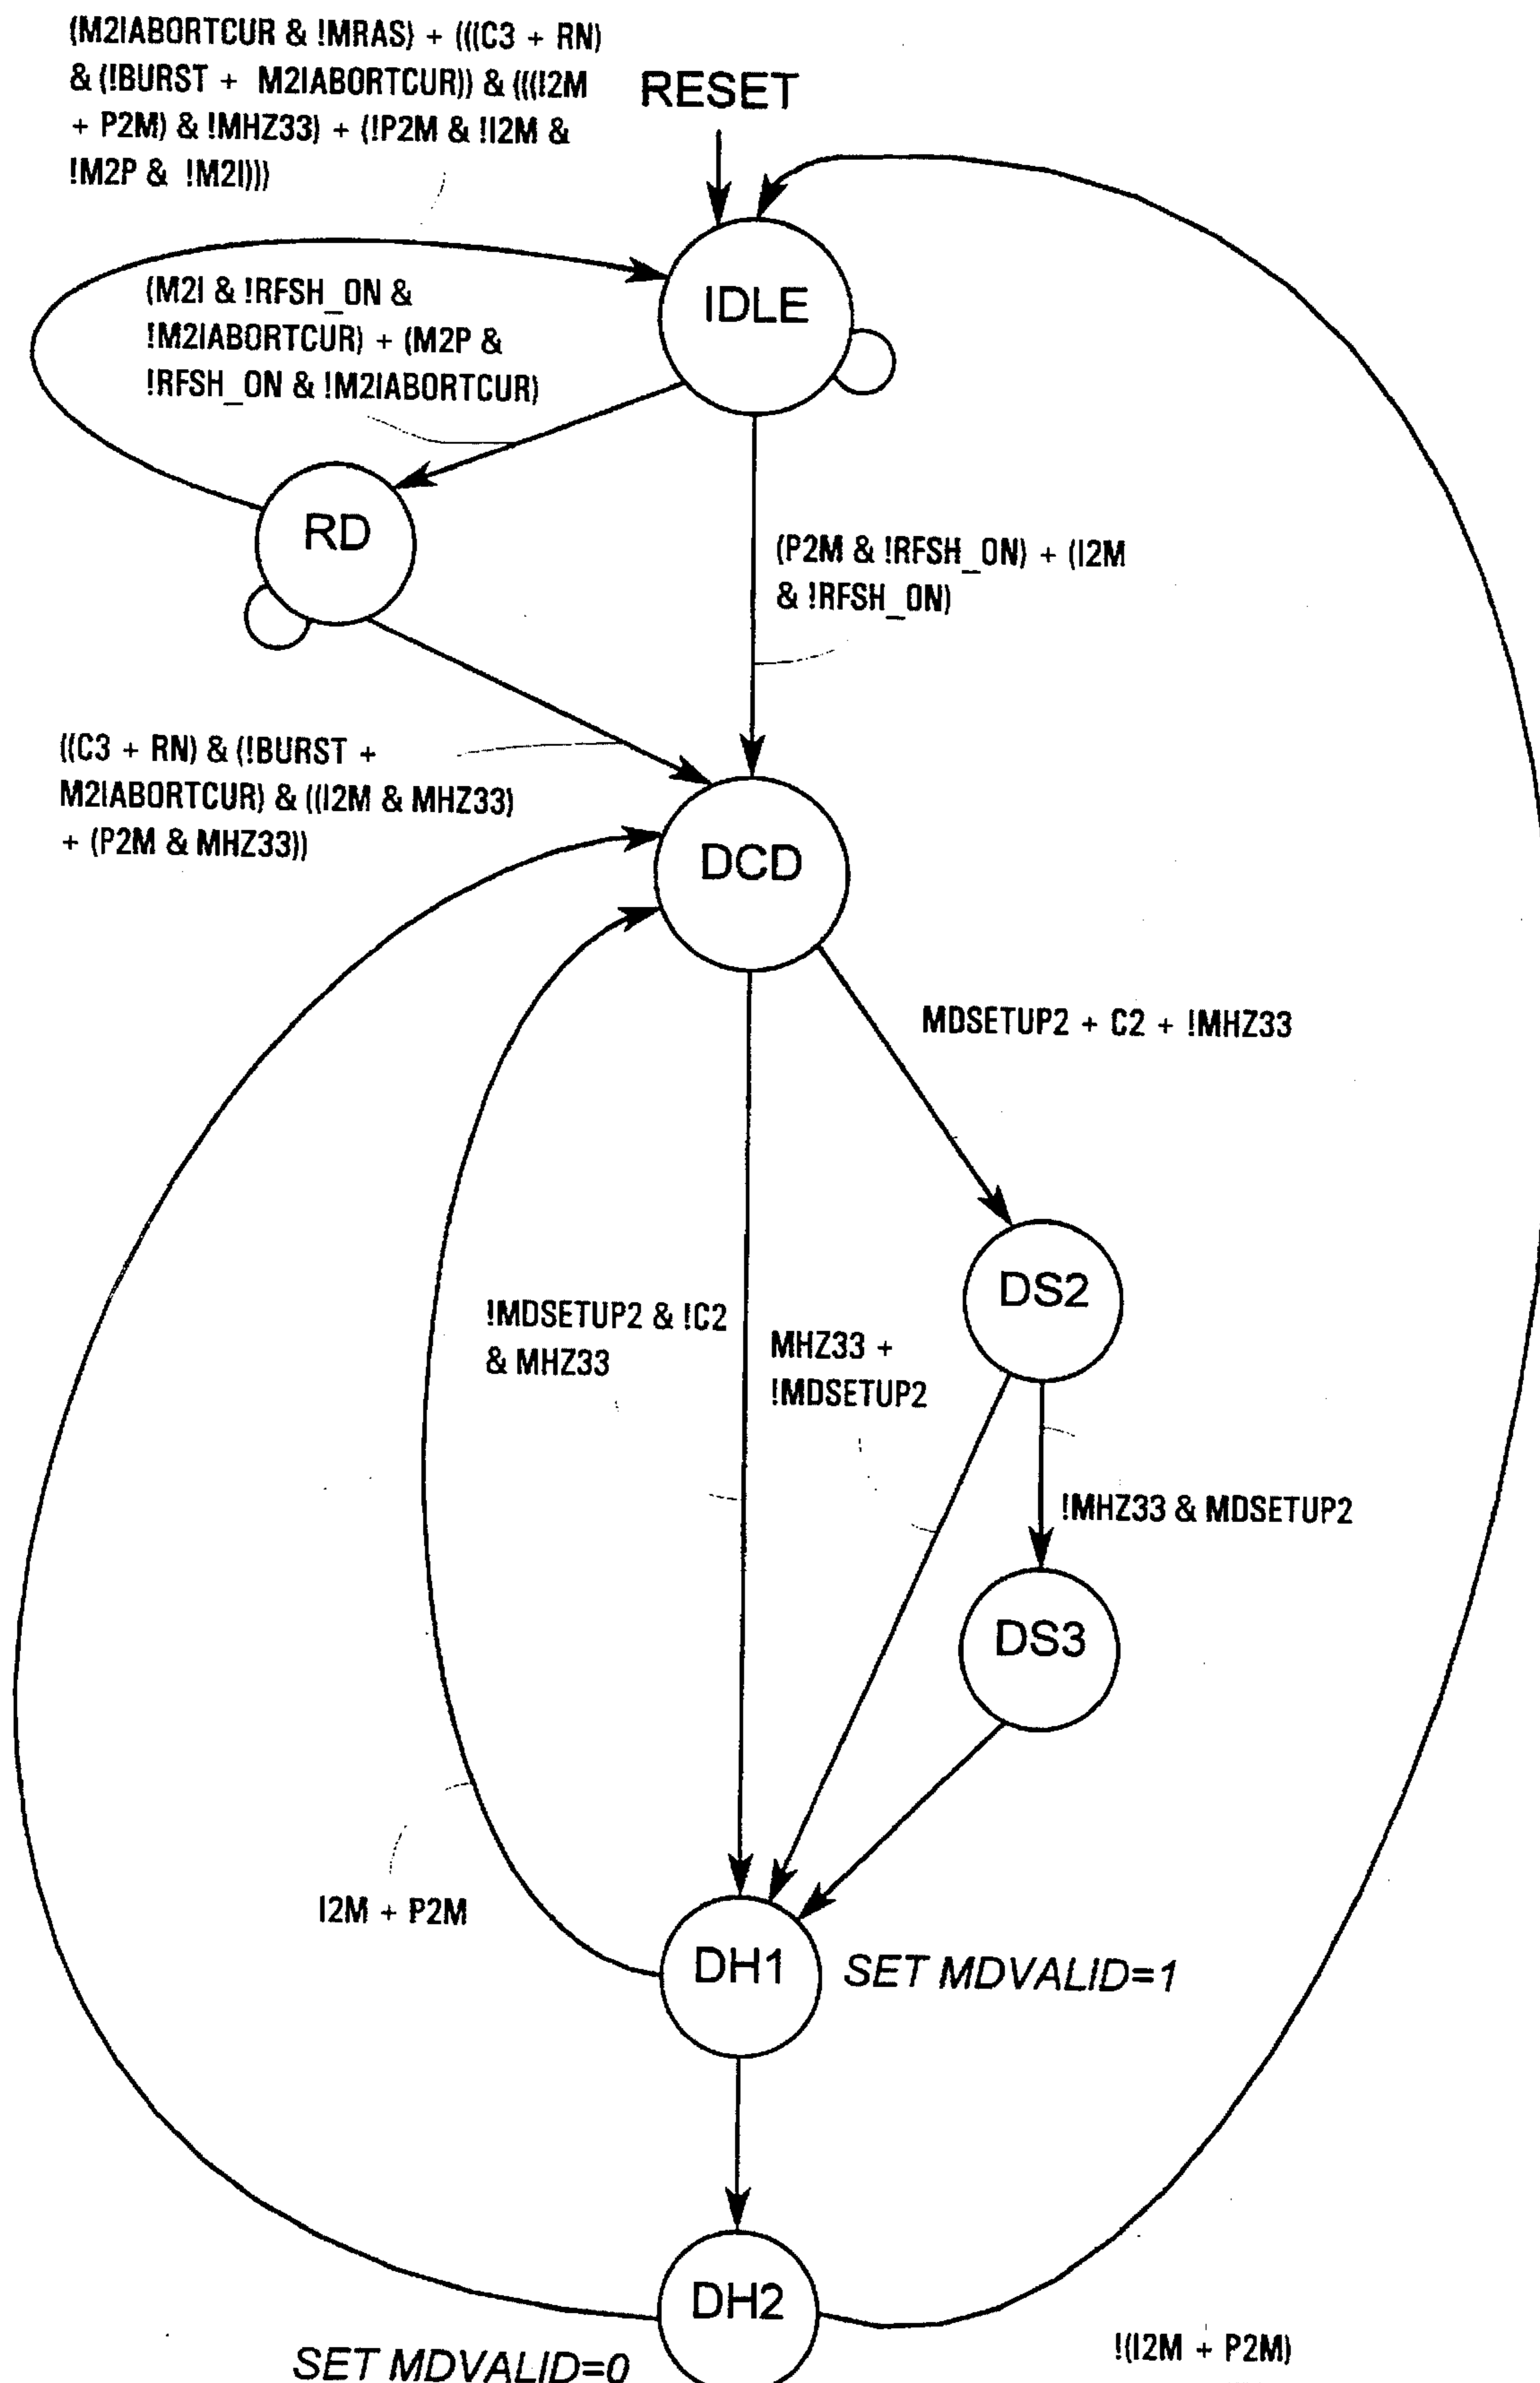 (M2IABORTCUR & !MRAS) + (((C3 + RN)
& (!BURST + M2IABORTCUR)) & (((I2M
+ P2M) & !MHZ33) + (!P2M & !I2M &
!M2P & !M2I)))
RESET
IDLE
(M2I & !RFSH_ON &
!M2IABORTCUR) + (M2P &
!RFSH_ON & !M2IABORTCUR)
RD
(P2M & !RFSH_ON) + (I2M
& !RFSH_ON)
((C3 + RN) & (!BURST +
M2IABORTCUR) & ((I2M & MHZ33)
+ (P2M & MHZ33))
DCD
MDSETUP2 + C2 + !MHZ33
DS2
!MDSETUP2 & !C2
& MHZ33
MHZ33 +
!MDSETUP2
!MHZ33 & MDSETUP2
DS3
I2M + P2M
DH1
SET MDVALID=1
DH2
SET MDVALID=0
!(I2M + P2M)